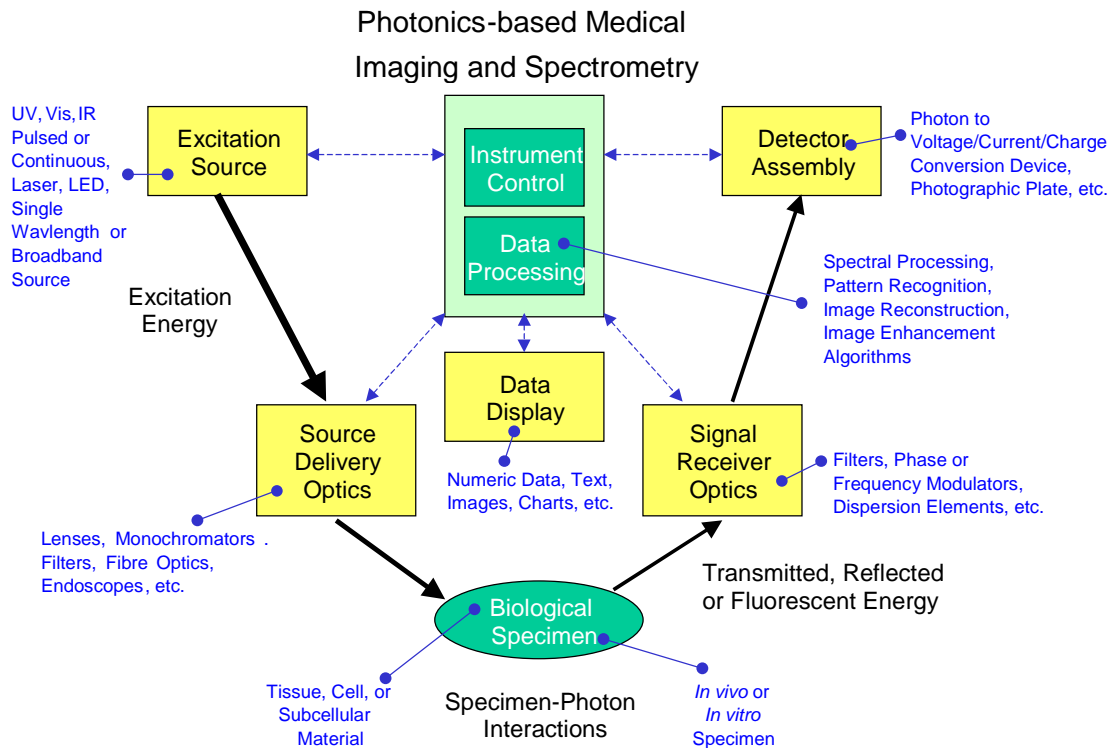 Photonics-based Medical
Imaging and Spectrometry
UV, Vis, IR
Pulsed or
Continuous,
Laser, LED,
Single
Wavlength or
Broadband
Source
Excitation
Source
Instrument
Control
Data
Processing
Detector
Assembly
Photon to
Voltage/Current/Charge
Conversion Device,
Photographic Plate, etc.
Spectral Processing,
Pattern Recognition,
Image Reconstruction,
Image Enhancement
Algorithms
Excitation
Energy
Data
Display
Source
Delivery
Optics
Signal
Receiver
Optics
Numeric Data, Text,
Images, Charts, etc.
Filters, Phase or
Frequency Modulators,
Dispersion Elements, etc.
Lenses, Monochromators .
Filters, Fibre Optics,
Endoscopes, etc.
Transmitted, Reflected
or Fluorescent Energy
Biological
Specimen
Tissue, Cell, or
Subcellular
Material
Specimen-Photon
Interactions
In vivo or
In vitro
Specimen